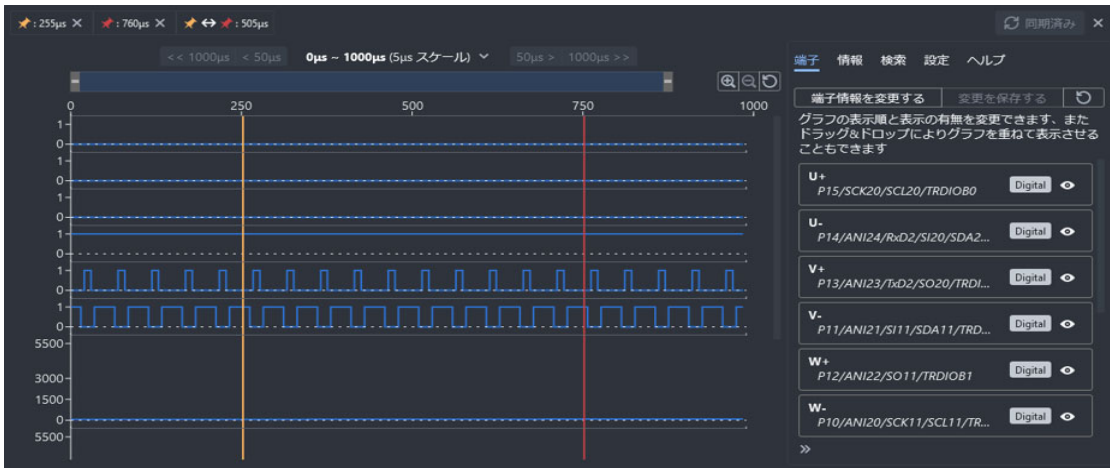 : 255μs ✕ : 760μs ✕ ↔ : 505μs
同期済み ✕
<< 1000μs < 50μs 0μs ~ 1000μs (5μs スケール) 50μs > 1000μs >>
0 250 500 750 1000
1
0
1
0
1
0
1
0
1
0
1
0
5500
3000
1500
0
5500
端子 情報 検索 設定 ヘルプ
端子情報を変更する 変更を保存する
グラフの表示順と表示の有無を変更できます、また
ドラッグ&ドロップによりグラフを重ねて表示させる
こともできます
U+
P15/SCK20/SCL20/TRDIOB0 Digital
U-
P14/ANI24/RxD2/SI20/SDA2... Digital
V+
P13/ANI23/TxD2/SO20/TRDI... Digital
V-
P11/ANI21/SI11/SDA11/TRD... Digital
W+
P12/ANI22/SO11/TRDIOB1 Digital
W-
P10/ANI20/SCK11/SCL11/TR... Digital
»